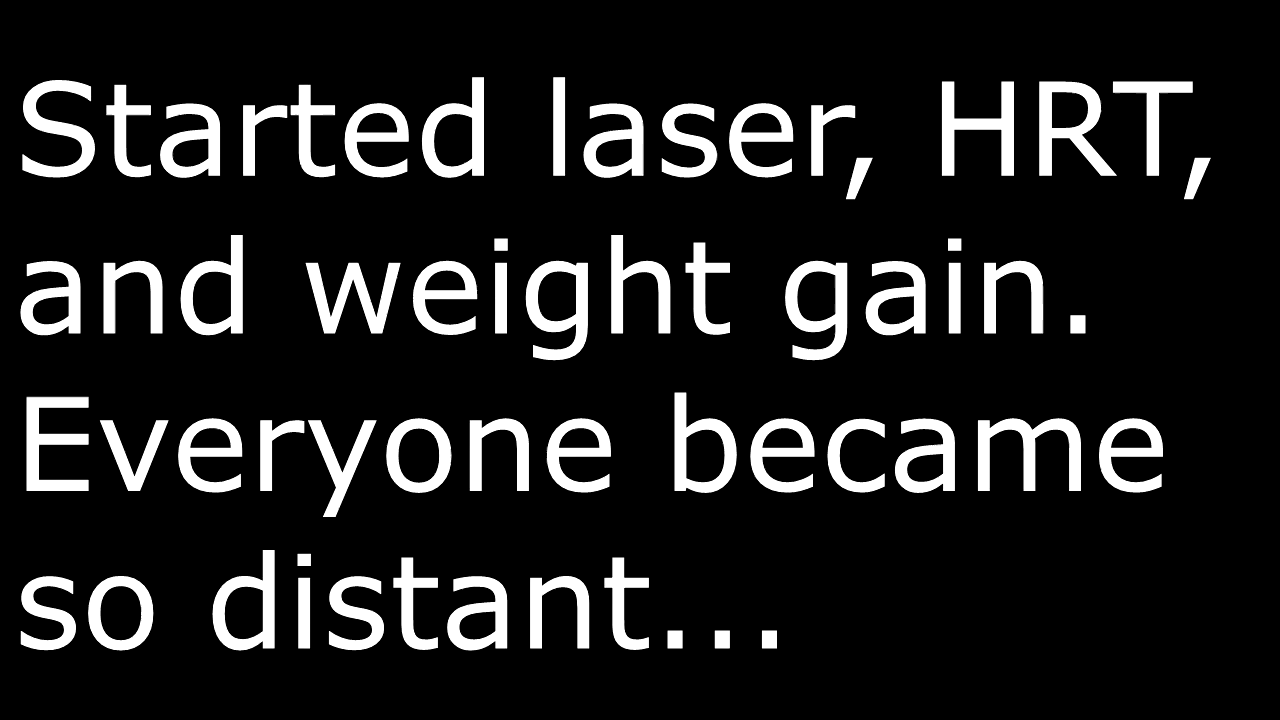 Started laser, HRT,
and weight gain.
Everyone became
so distant...